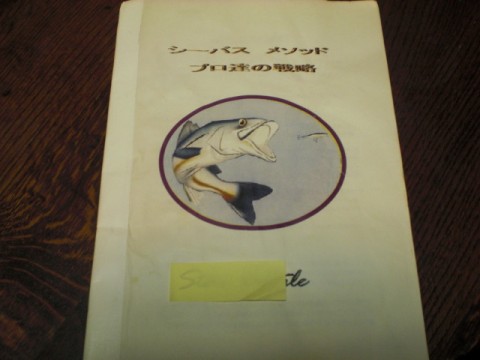 シーバス メソッド
プロ達の戦略